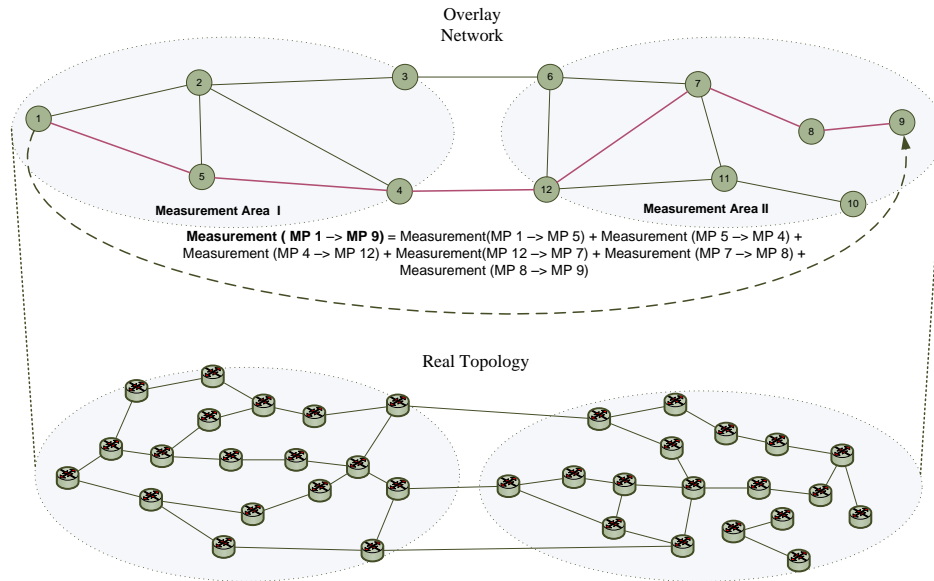 Overlay
Network
1
2
3
4
5
6
7
8
9
10
11
12
Measurement Area I
Measurement Area II
Measurement ( MP 1 –> MP 9) = Measurement(MP 1 –> MP 5) + Measurement (MP 5 –> MP 4) +
Measurement (MP 4 –> MP 12) + Measurement(MP 12 –> MP 7) + Measurement (MP 7 –> MP 8) +
Measurement (MP 8 –> MP 9)
Real Topology